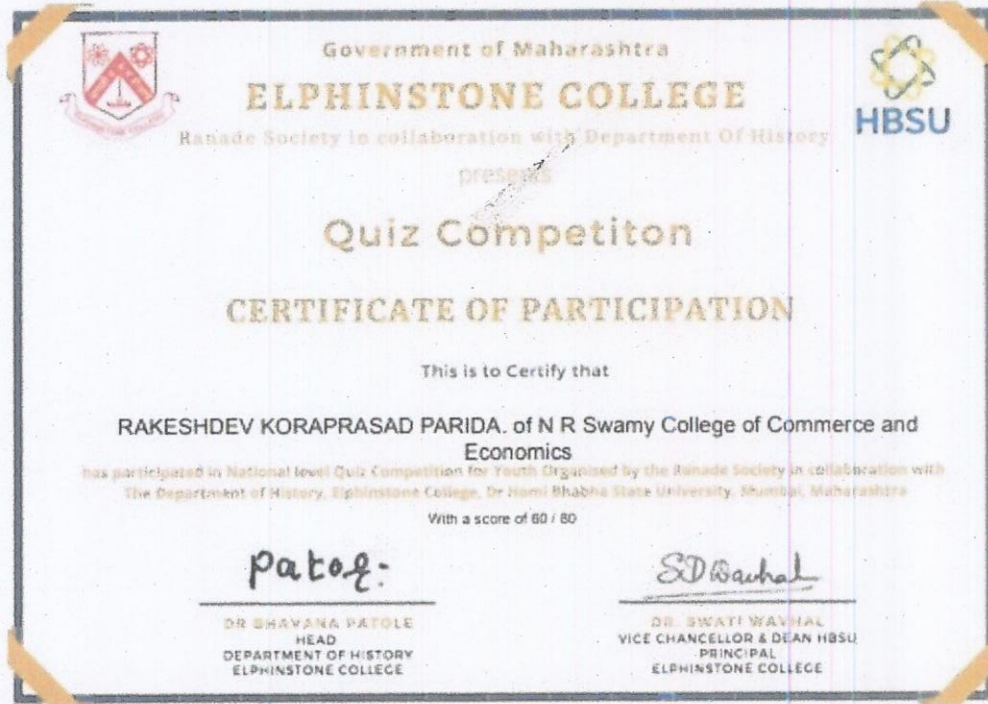 Government of Maharashtra
ELPHINSTONE COLLEGE
Ranade Society in collaboration with Department Of History
presents
HBSU
ELPHINSTONE COLLEGE
Quiz Competiton
CERTIFICATE OF PARTICIPATION
This is to Certify that
RAKESHDEV KORAPRASAD PARIDA. of N R Swamy College of Commerce and
Economics
has participated in National level Quiz Competition for Youth Organised by the Ranade Society in collaboration with
The Department of History, Elphinstone College, Dr Homi Bhabha State University, Mumbai, Maharashtra
With a score of 60 / 80
Patole
SDWavhal
DR BHAVANA PATOLE
HEAD
DEPARTMENT OF HISTORY
ELPHINSTONE COLLEGE
DR. SWATI WAVHAL
VICE CHANCELLOR & DEAN HBSU
PRINCIPAL
ELPHINSTONE COLLEGE